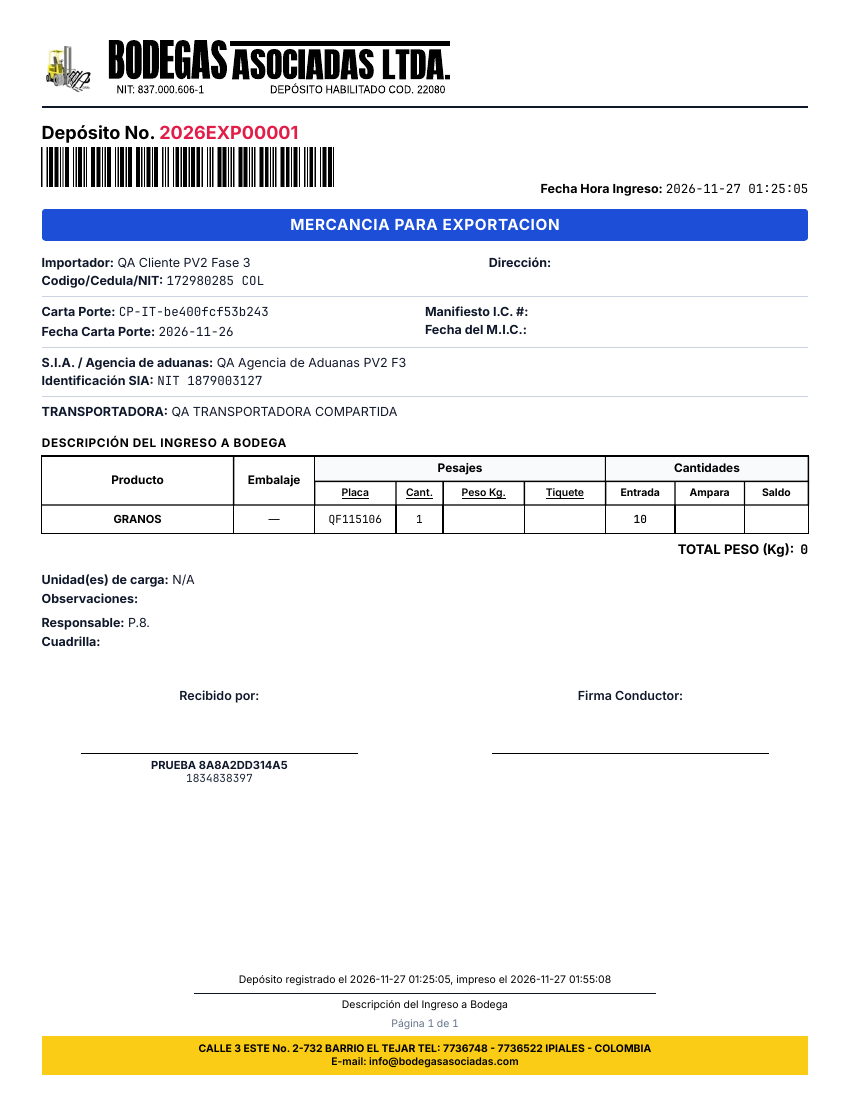 BODEGAS ASOCIADAS LTDA.
NIT: 837.000.606-1 DEPÓSITO HABILITADO COD. 22080
Depósito No. 2026EXP00001
Fecha Hora Ingreso: 2026-11-27 01:25:05
MERCANCIA PARA EXPORTACION
Importador: QA Cliente PV2 Fase 3 Dirección:
Codigo/Cedula/NIT: 172980285 COL
Carta Porte: CP-IT-be400fcf53b243 Manifiesto I.C. #:
Fecha Carta Porte: 2026-11-26 Fecha del M.I.C.:
S.I.A. / Agencia de aduanas: QA Agencia de Aduanas PV2 F3
Identificación SIA: NIT 1879003127
TRANSPORTADORA: QA TRANSPORTADORA COMPARTIDA
DESCRIPCIÓN DEL INGRESO A BODEGA
Producto Embalaje Pesajes Cantidades
Placa Cant. Peso Kg. Tiquete Entrada Ampara Saldo
GRANOS — QF115106 1 10
TOTAL PESO (Kg): 0
Unidad(es) de carga: N/A
Observaciones:
Responsable: P.8.
Cuadrilla:
Recibido por: Firma Conductor:
PRUEBA 8A8A2DD314A5
1834838397
Depósito registrado el 2026-11-27 01:25:05, impreso el 2026-11-27 01:55:08
Descripción del Ingreso a Bodega
Página 1 de 1
CALLE 3 ESTE No. 2-732 BARRIO EL TEJAR TEL: 7736748 - 7736522 IPIALES - COLOMBIA
E-mail: info@bodegasasociadas.com